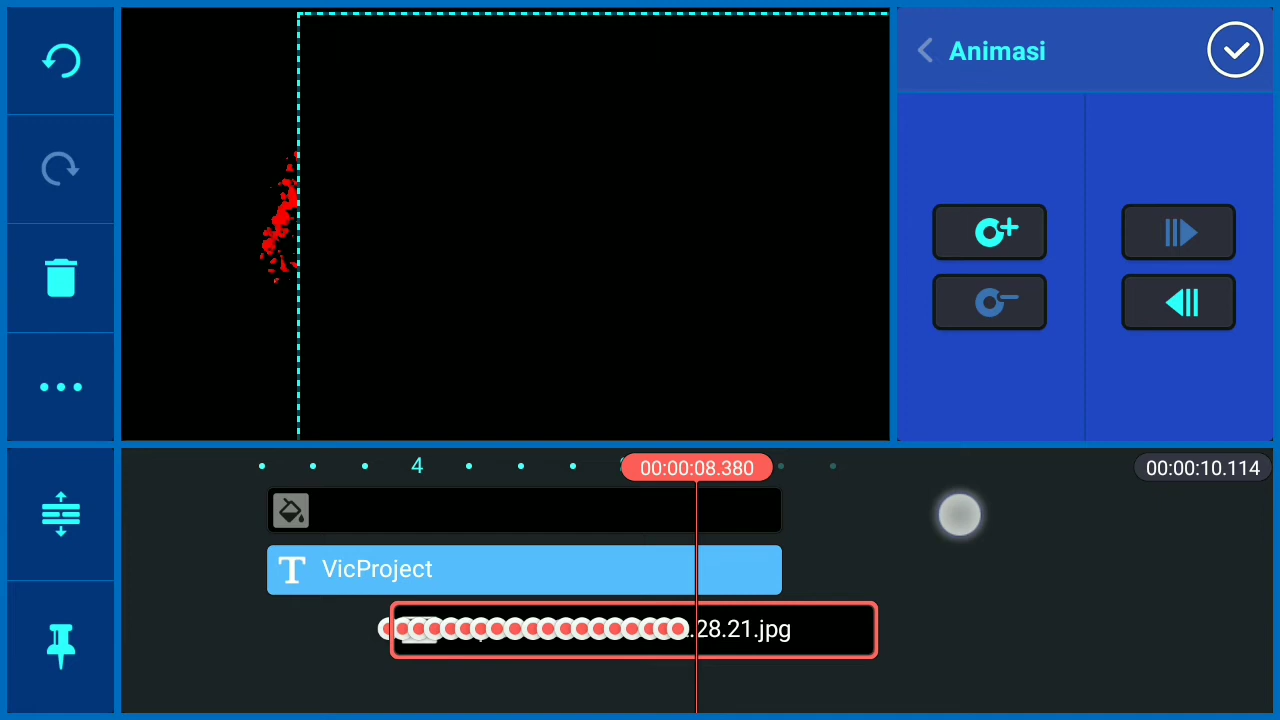 Animasi
4
00:00:08.380
00:00:10.114
T VicProject
.28.21.jpg